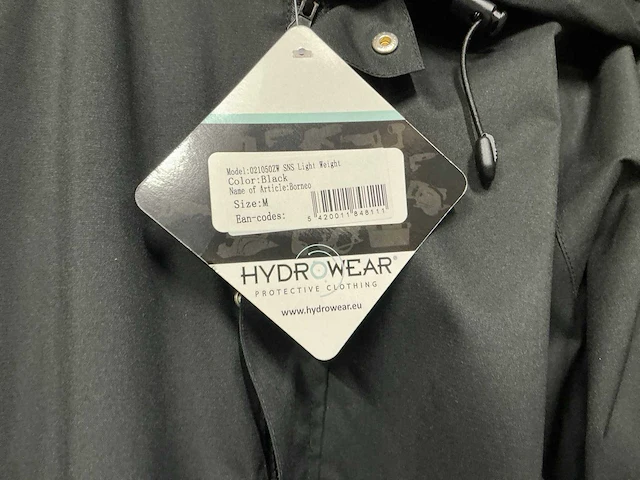 Model:021050ZW SNS Light Weight
Color:Black
Name of Article:Borneo
Size:M
Ean-codes:
5 420011 848111
HYDROWEAR®
PROTECTIVE CLOTHING
www.hydrowear.eu